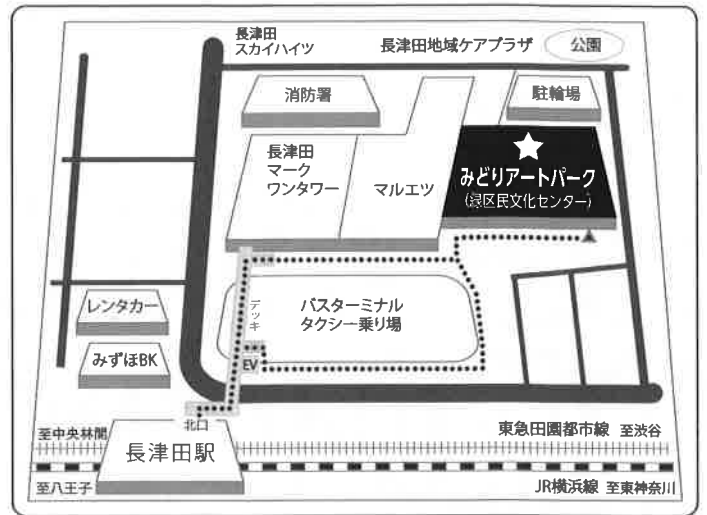 長津田
スカイハイツ
長津田地域ケアプラザ
公園
消防署
駐輪場
長津田
マーク
ワンタワー
マルエツ
みどりアートパーク
(緑区民文化センター)
レンタカー
デッキ
バスターミナル
タクシー乗り場
みずほBK
EV
北口
至中央林間
東急田園都市線 至渋谷
長津田駅
至八王子
JR横浜線 至東神奈川